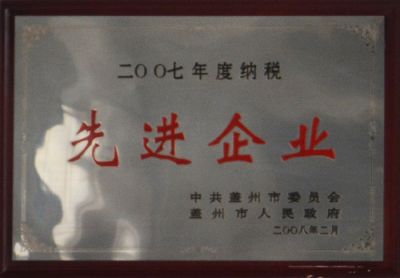 二〇〇七年度纳税
先进企业
中共盖州市委员会
盖州市人民政府
二〇〇八年二月